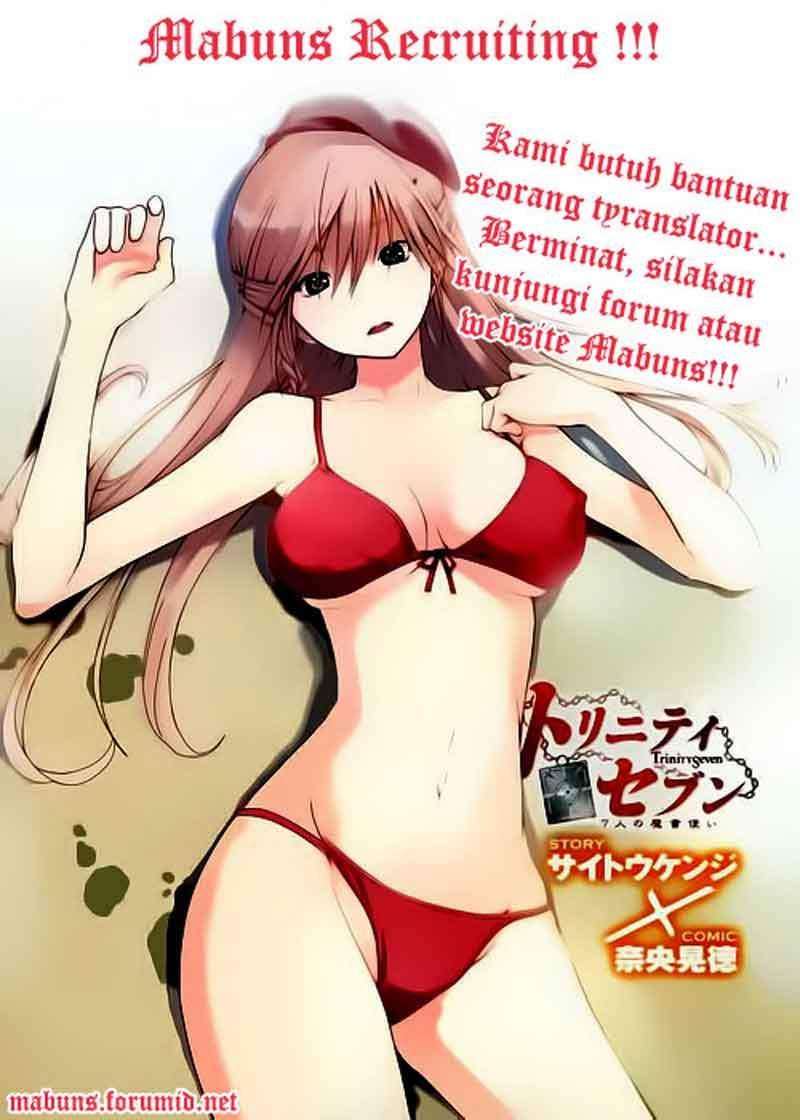 Mabuns Recruiting !!!
Kami butuh bantuan
seorang tyranslator...
Berminat, silakan
kunjungi forum atau
website Mabuns!!!
トリニティ
Trinity seven
セブン
7人の魔書使い
STORY
サイトウケンジ
×
COMIC
奈央晃徳
mabuns.forumid.net